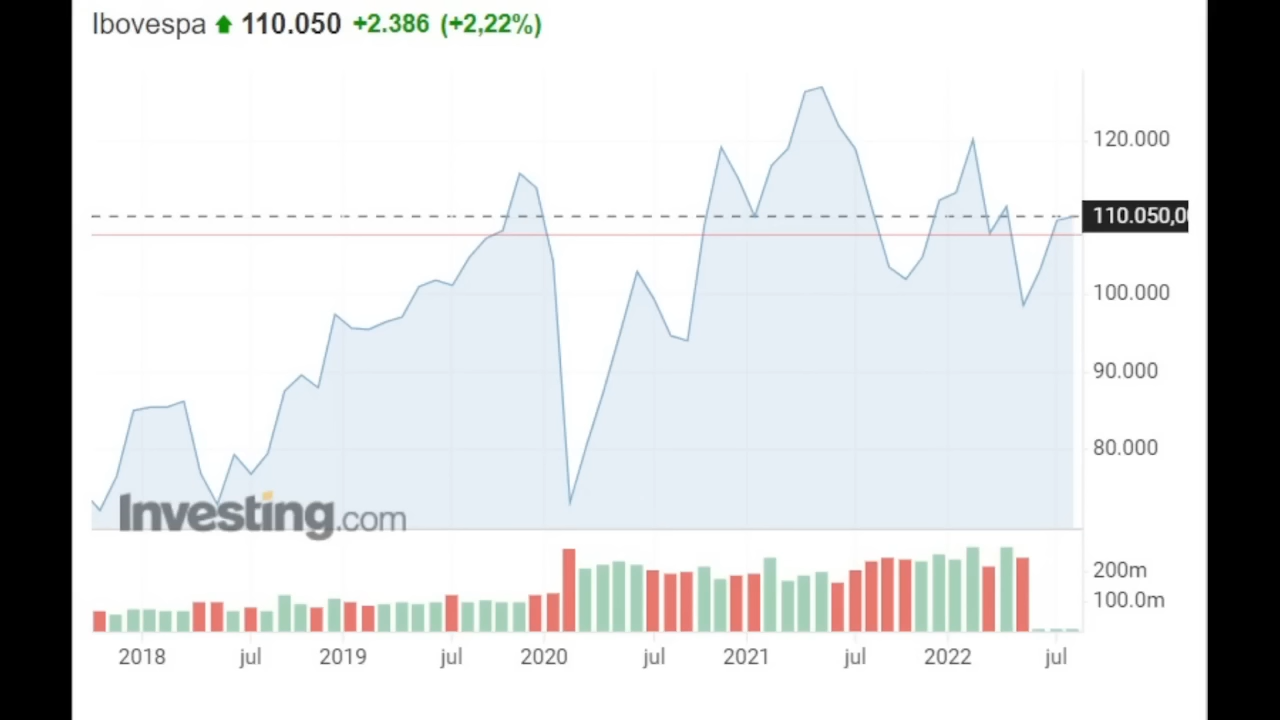 Ibovespa 110.050 +2.386 (+2,22%)
120.000
110.050,0
100.000
90.000
80.000
Investing.com
200m
100.0m
2018 jul 2019 jul 2020 jul 2021 jul 2022 jul